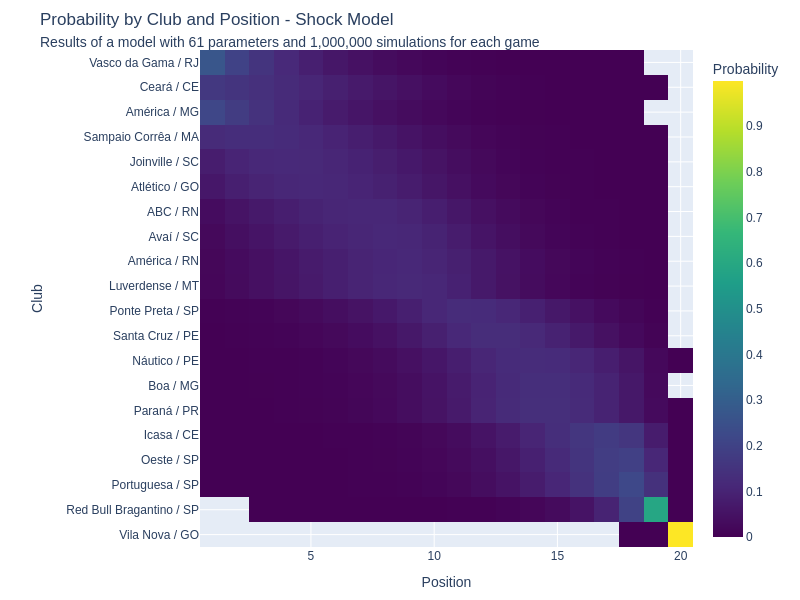 Probability by Club and Position - Shock Model
Results of a model with 61 parameters and 1,000,000 simulations for each game
Vasco da Gama / RJ
Ceará / CE
América / MG
Sampaio Corrêa / MA
Joinville / SC
Atlético / GO
ABC / RN
Avaí / SC
América / RN
Luverdense / MT
Ponte Preta / SP
Santa Cruz / PE
Náutico / PE
Boa / MG
Paraná / PR
Icasa / CE
Oeste / SP
Portuguesa / SP
Red Bull Bragantino / SP
Vila Nova / GO
Club
5
10
15
20
Position
Probability
0.9
0.8
0.7
0.6
0.5
0.4
0.3
0.2
0.1
0